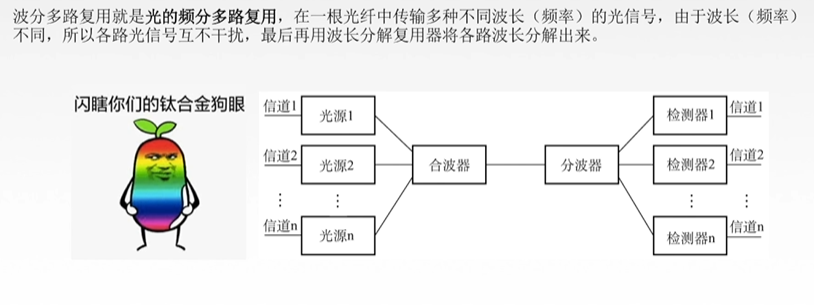 波分多路复用就是光的频分多路复用，在一根光纤中传输多种不同波长（频率）的光信号，由于波长（频率）
不同，所以各路光信号互不干扰，最后再用波长分解复用器将各路波长分解出来。
闪瞎你们的钛合金狗眼
信道1
光源1
信道2
光源2
⋮
⋮
信道n
光源n
合波器
分波器
检测器1
信道1
检测器2
信道2
⋮
⋮
检测器n
信道n